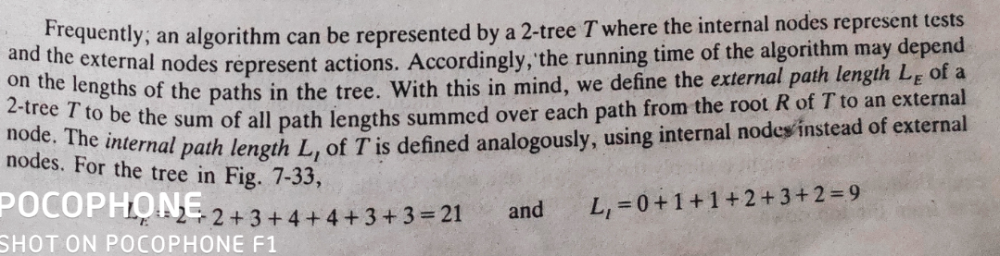 Frequently, an algorithm can be represented by a 2-tree T where the internal nodes represent tests
and the external nodes represent actions. Accordingly, the running time of the algorithm may depend
on the lengths of the paths in the tree. With this in mind, we define the external path length L_E of a
2-tree T to be the sum of all path lengths summed over each path from the root R of T to an external
node. The internal path length L_I of T is defined analogously, using internal nodes instead of external
nodes. For the tree in Fig. 7-33,
L_E = 2 + 2 + 3 + 4 + 4 + 3 + 3 = 21 and L_I = 0 + 1 + 1 + 2 + 3 + 2 = 9
POCOPHONE
SHOT ON POCOPHONE F1